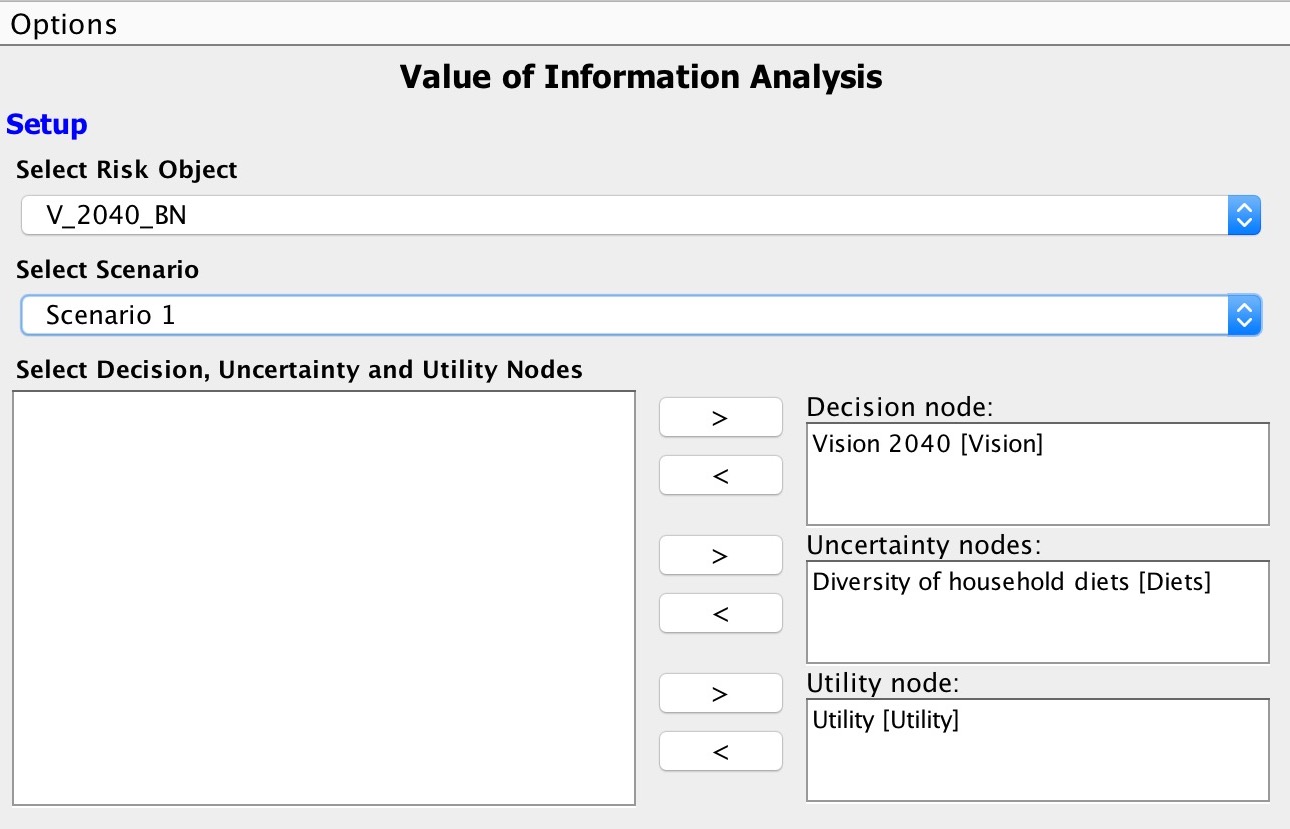 Options
Value of Information Analysis
Setup
Select Risk Object
V_2040_BN
Select Scenario
Scenario 1
Select Decision, Uncertainty and Utility Nodes
>
Decision node:
Vision 2040 [Vision]
<
>
Uncertainty nodes:
Diversity of household diets [Diets]
<
>
Utility node:
Utility [Utility]
<